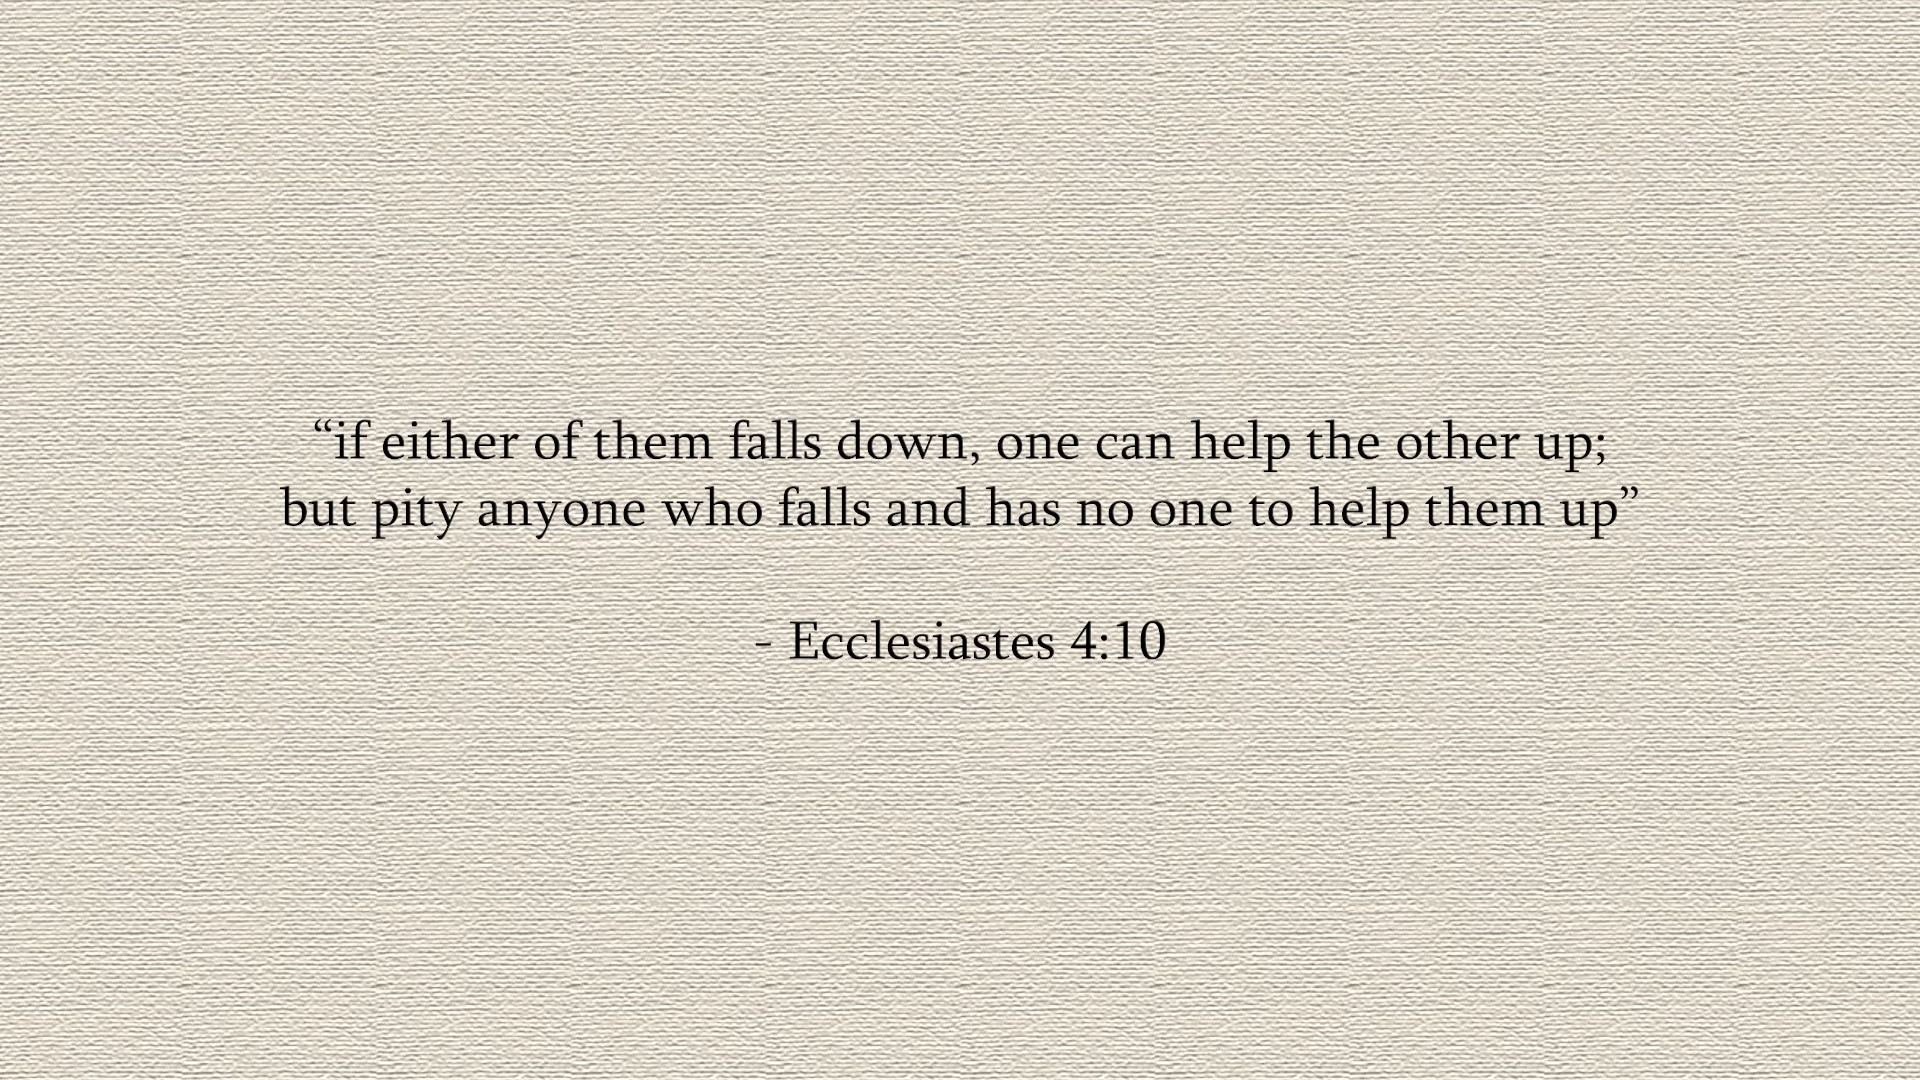 “if either of them falls down, one can help the other up;
but pity anyone who falls and has no one to help them up”
- Ecclesiastes 4:10